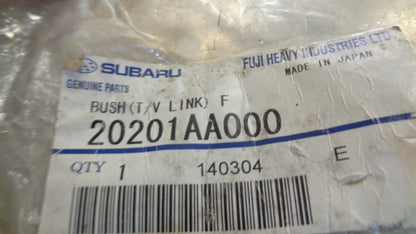 SUBARU
FUJI HEAVY INDUSTRIES LTD.
GENUINE PARTS
MADE IN JAPAN
BUSH(T/V LINK) F
20201AA000
QTY 1
140304
E